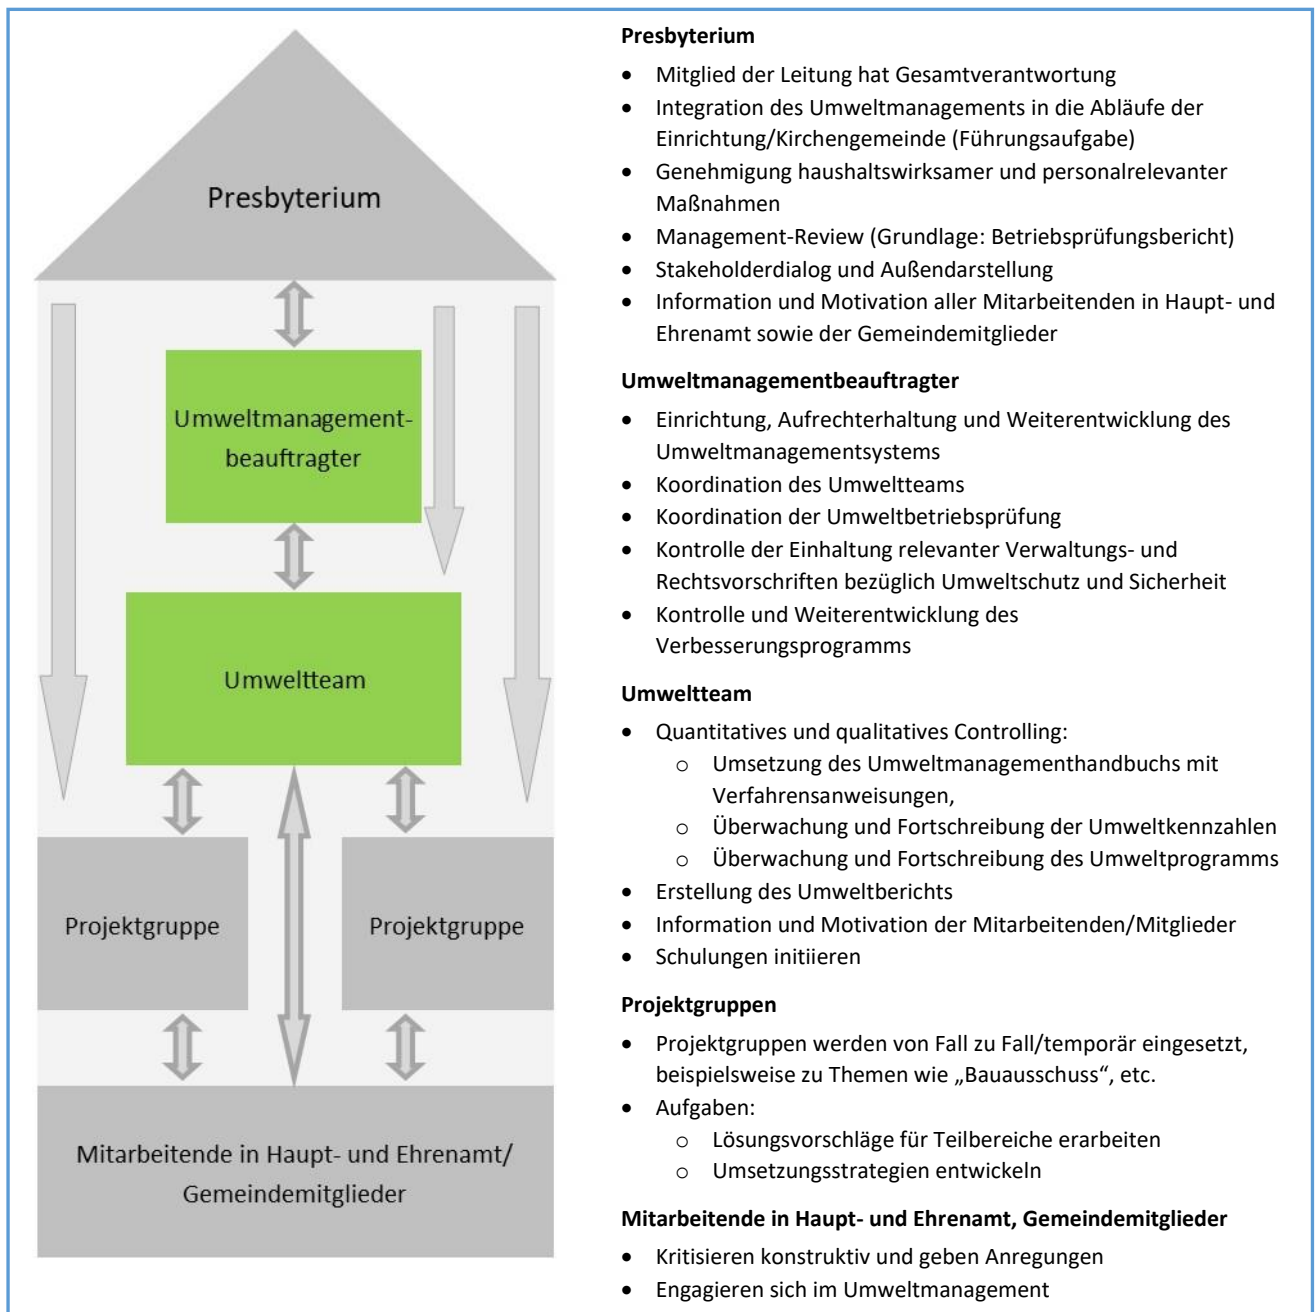 Presbyterium
Umweltmanagement-
beauftragter
Umweltteam
Projektgruppe
Projektgruppe
Mitarbeitende in Haupt- und Ehrenamt/
Gemeindemitglieder
Presbyterium
• Mitglied der Leitung hat Gesamtverantwortung
• Integration des Umweltmanagements in die Abläufe der
Einrichtung/Kirchengemeinde (Führungsaufgabe)
• Genehmigung haushaltswirksamer und personalrelevanter
Maßnahmen
• Management-Review (Grundlage: Betriebsprüfungsbericht)
• Stakeholderdialog und Außendarstellung
• Information und Motivation aller Mitarbeitenden in Haupt- und
Ehrenamt sowie der Gemeindemitglieder
Umweltmanagementbeauftragter
• Einrichtung, Aufrechterhaltung und Weiterentwicklung des
Umweltmanagementsystems
• Koordination des Umweltteams
• Koordination der Umweltbetriebsprüfung
• Kontrolle der Einhaltung relevanter Verwaltungs- und
Rechtsvorschriften bezüglich Umweltschutz und Sicherheit
• Kontrolle und Weiterentwicklung des
Verbesserungsprogramms
Umweltteam
• Quantitatives und qualitatives Controlling:
o Umsetzung des Umweltmanagementhandbuchs mit
Verfahrensanweisungen,
o Überwachung und Fortschreibung der Umweltkennzahlen
o Überwachung und Fortschreibung des Umweltprogramms
• Erstellung des Umweltberichts
• Information und Motivation der Mitarbeitenden/Mitglieder
• Schulungen initiieren
Projektgruppen
• Projektgruppen werden von Fall zu Fall/temporär eingesetzt,
beispielsweise zu Themen wie „Bauausschuss“, etc.
• Aufgaben:
o Lösungsvorschläge für Teilbereiche erarbeiten
o Umsetzungsstrategien entwickeln
Mitarbeitende in Haupt- und Ehrenamt, Gemeindemitglieder
• Kritisieren konstruktiv und geben Anregungen
• Engagieren sich im Umweltmanagement